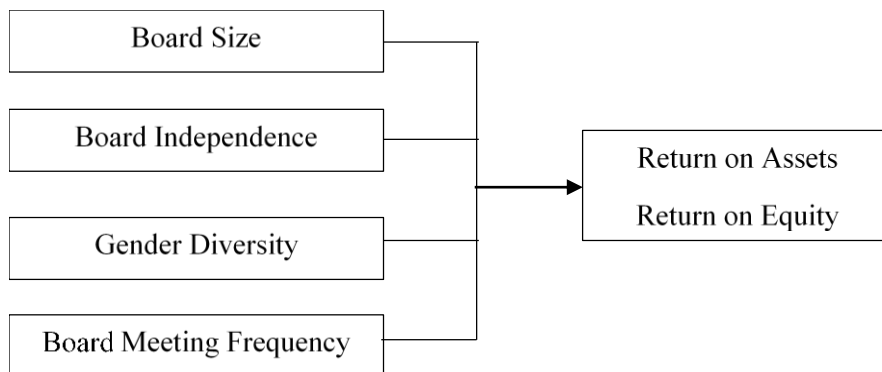 Board Size
Board Independence
Gender Diversity
Board Meeting Frequency
Return on Assets
Return on Equity